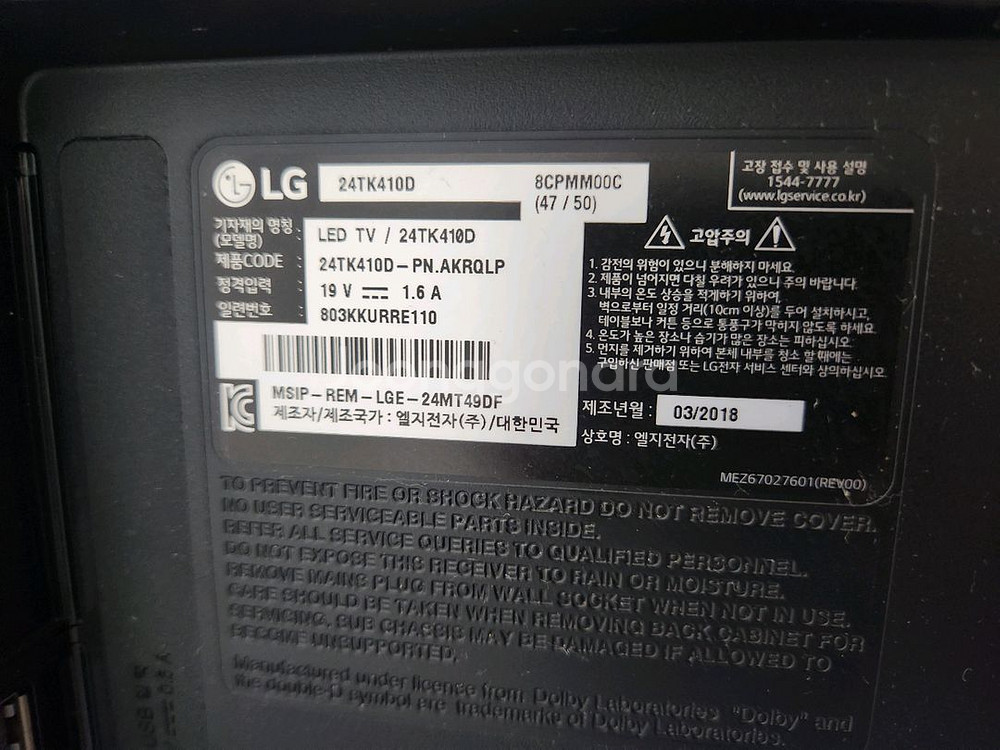 LG 24TK410D 8CPMM00C
(47 / 50)
기자재의 명칭 :
(모델명)
LED TV / 24TK410D
제품CODE : 24TK410D-PN.AKRQLP
정격입력 : 19 V 1.6 A
일련번호 : 803KKURRE110
MSIP-REM-LGE-24MT49DF
제조자/제조국가 : 엘지전자(주)/대한민국
고장 접수 및 사용 설명
1544-7777
(www.lgservice.co.kr)
고압주의
1. 감전의 위험이 있으니 분해하지 마세요.
2. 제품이 넘어지면 다칠 우려가 있으니 주의 바랍니다.
3. 내부의 온도 상승을 적게하기 위하여,
벽으로부터 일정 거리(10cm 이상)를 두어 설치하시고,
테이블보나 커튼 등으로 통풍구가 막히지 않도록 하세요.
4. 온도가 높은 장소나 습기가 많은 장소는 피하십시오.
5. 먼지를 제거하기 위하여 본체 내부를 청소 할 때에는
구입하신 판매점 또는 LG전자 서비스 센터와 상의하십시오.
제조년월 : 03/2018
상호명 : 엘지전자(주)
MEZ67027601(REV00)
TO PREVENT FIRE OR SHOCK HAZARD DO NOT REMOVE COVER.
NO USER SERVICEABLE PARTS INSIDE.
REFER ALL SERVICE QUERIES TO QUALIFIED PERSONNEL.
DO NOT EXPOSE THIS RECEIVER TO RAIN OR MOISTURE.
REMOVE MAINS PLUG FROM WALL SOCKET WHEN NOT IN USE.
CARE SHOULD BE TAKEN WHEN REMOVING BACK CABINET FOR
SERVICING. SUB CHASSIS MAY BE DAMAGED IF ALLOWED TO
BECOME UNSUPPORTED.
Manufactured under licence from Dolby Laboratories. "Dolby" and
the double-D symbol are trademarks of Dolby Laboratories.